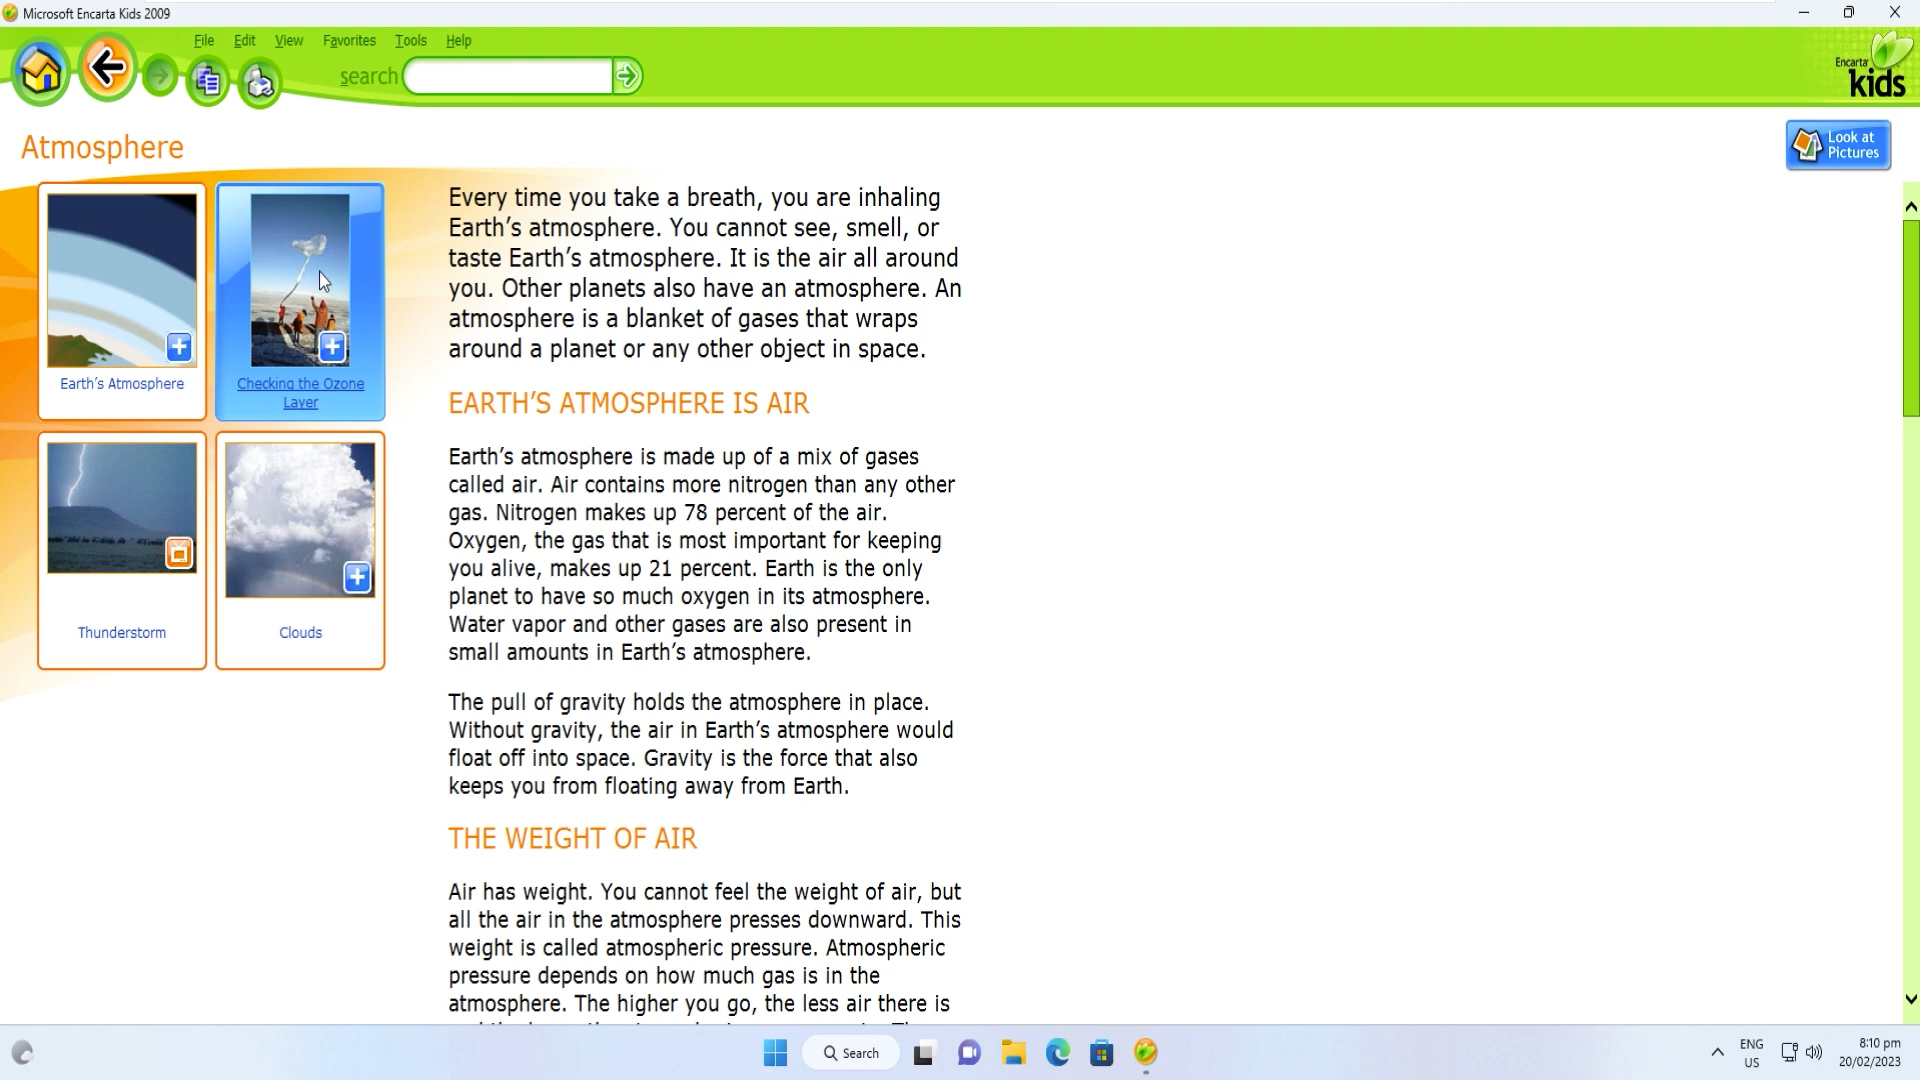 Microsoft Encarta Kids 2009
File Edit View Favorites Tools Help
search
Encarta
kids
Atmosphere
Look at
Pictures
Earth's Atmosphere
Checking the Ozone
Layer
Thunderstorm
Clouds
Every time you take a breath, you are inhaling
Earth's atmosphere. You cannot see, smell, or
taste Earth's atmosphere. It is the air all around
you. Other planets also have an atmosphere. An
atmosphere is a blanket of gases that wraps
around a planet or any other object in space.
EARTH'S ATMOSPHERE IS AIR
Earth's atmosphere is made up of a mix of gases
called air. Air contains more nitrogen than any other
gas. Nitrogen makes up 78 percent of the air.
Oxygen, the gas that is most important for keeping
you alive, makes up 21 percent. Earth is the only
planet to have so much oxygen in its atmosphere.
Water vapor and other gases are also present in
small amounts in Earth's atmosphere.
The pull of gravity holds the atmosphere in place.
Without gravity, the air in Earth's atmosphere would
float off into space. Gravity is the force that also
keeps you from floating away from Earth.
THE WEIGHT OF AIR
Air has weight. You cannot feel the weight of air, but
all the air in the atmosphere presses downward. This
weight is called atmospheric pressure. Atmospheric
pressure depends on how much gas is in the
atmosphere. The higher you go, the less air there is
Search
ENG
US
8:10 pm
20/02/2023